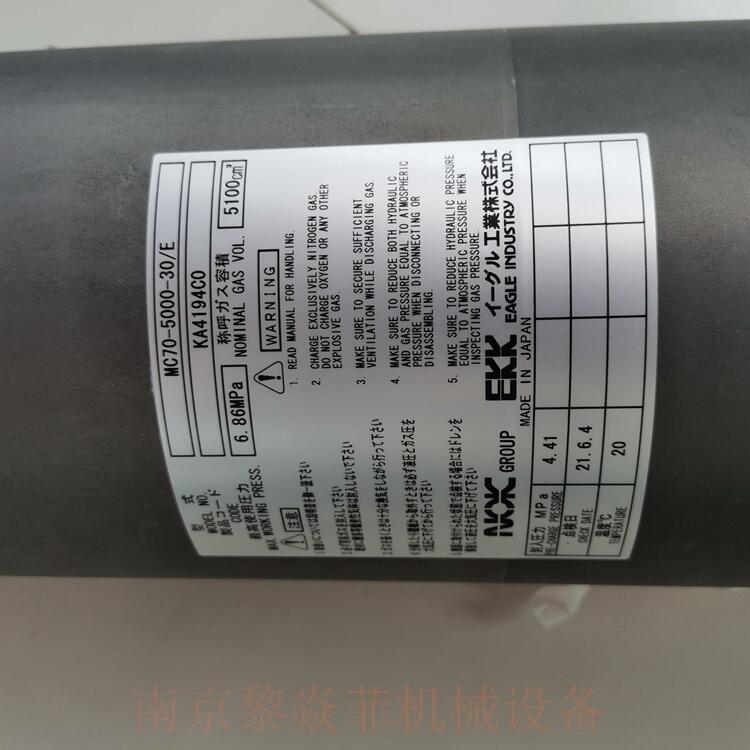 型 式
MODEL NO.
MC70-5000-30/E
製品コード
CODE
KA4194C0
最高使用圧力
MAX. WORKING PRESS.
6.86MPa
称呼ガス容積
NOMINAL GAS VOL.
5100cm³
注意
WARNING
1. READ MANUAL FOR HANDLING.
2. CHARGE EXCLUSIVELY NITROGEN GAS.
DO NOT CHARGE OXYGEN OR ANY OTHER
EXPLOSIVE GAS.
3. MAKE SURE TO SECURE SUFFICIENT
VENTILATION WHILE DISCHARGING GAS.
4. MAKE SURE TO REDUCE BOTH HYDRAULIC
AND GAS PRESSURE EQUAL TO ATMOSPHERIC
PRESSURE WHEN DISCONNECTING OR
DISASSEMBLING.
5. MAKE SURE TO REDUCE HYDRAULIC PRESSURE
EQUAL TO ATMOSPHERIC PRESSURE WHEN
INSPECTING GAS PRESSURE.
NOK GROUP
EKK イーグル工業株式会社
EAGLE INDUSTRY CO.,LTD.
MADE IN JAPAN
封入圧力 MPa
PRE-CHARGE PRESSURE
4.41
点検日
CHECK DATE
21.6.4
温度℃
TEMPERATURE
20
南京黎焱菲机械设备